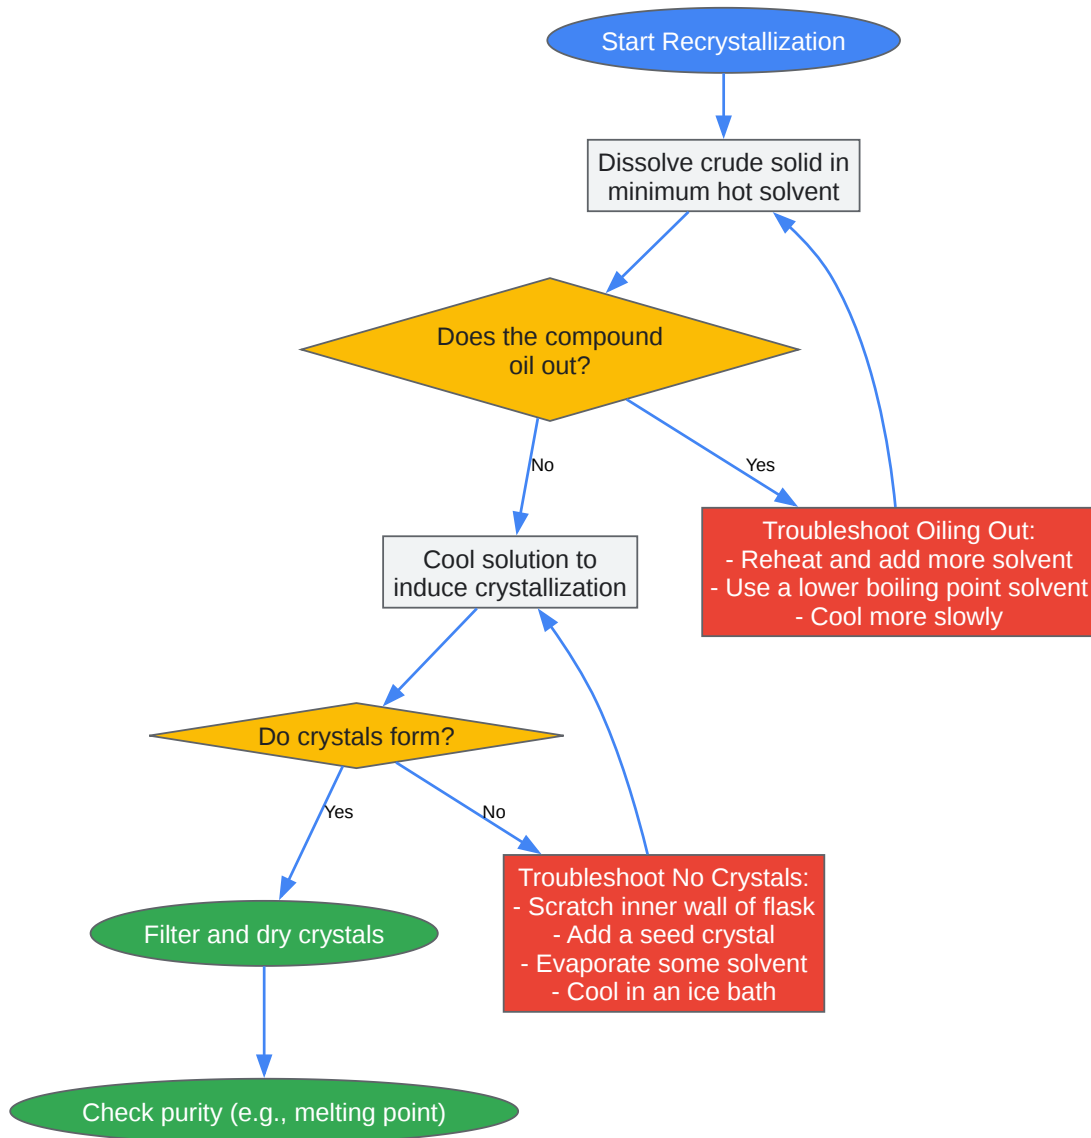 Start Recrystallization
Dissolve crude solid in
minimum hot solvent
Does the compound
oil out?
No
Yes
Troubleshoot Oiling Out:
- Reheat and add more solvent
- Use a lower boiling point solvent
- Cool more slowly
Cool solution to
induce crystallization
Do crystals form?
Yes
No
Troubleshoot No Crystals:
- Scratch inner wall of flask
- Add a seed crystal
- Evaporate some solvent
- Cool in an ice bath
Filter and dry crystals
Check purity (e.g., melting point)